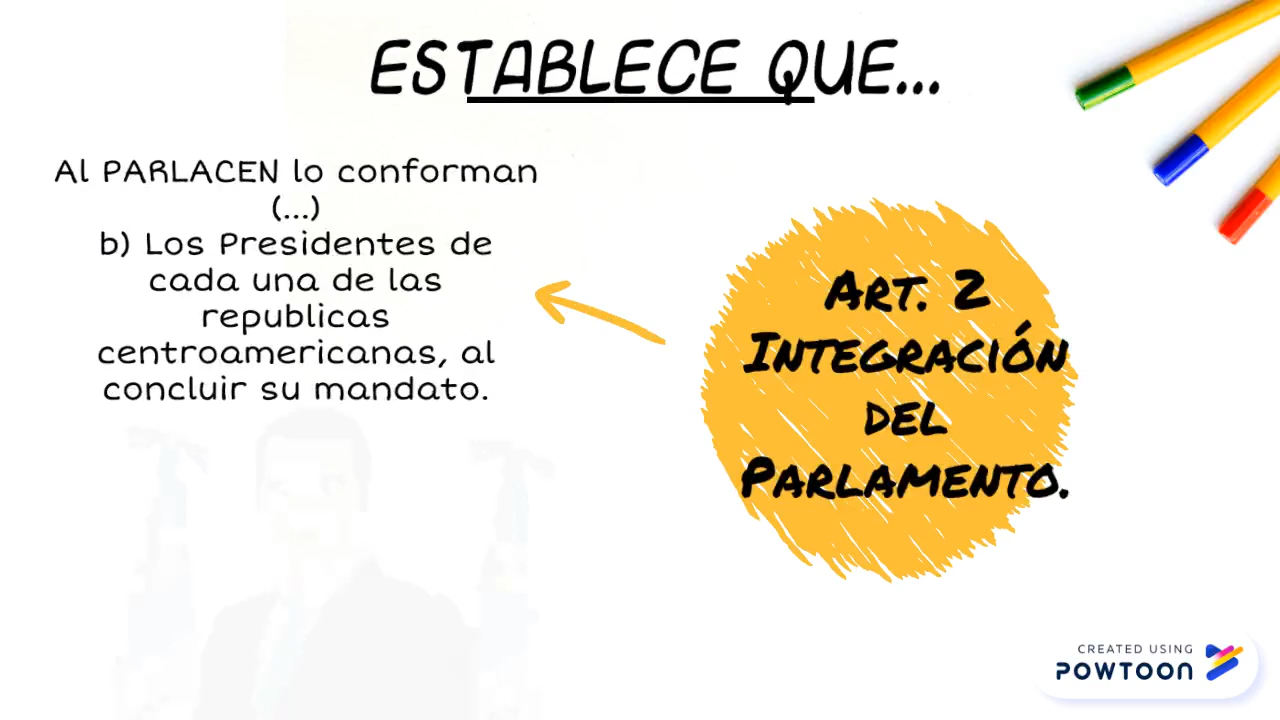 ESTABLECE QUE...
Al PARLACEN lo conforman
(...)
b) Los Presidentes de
cada una de las
republicas
centroamericanas, al
concluir su mandato.
ART. 2
INTEGRACIÓN
DEL
PARLAMENTO.
CREATED USING
POWTOON